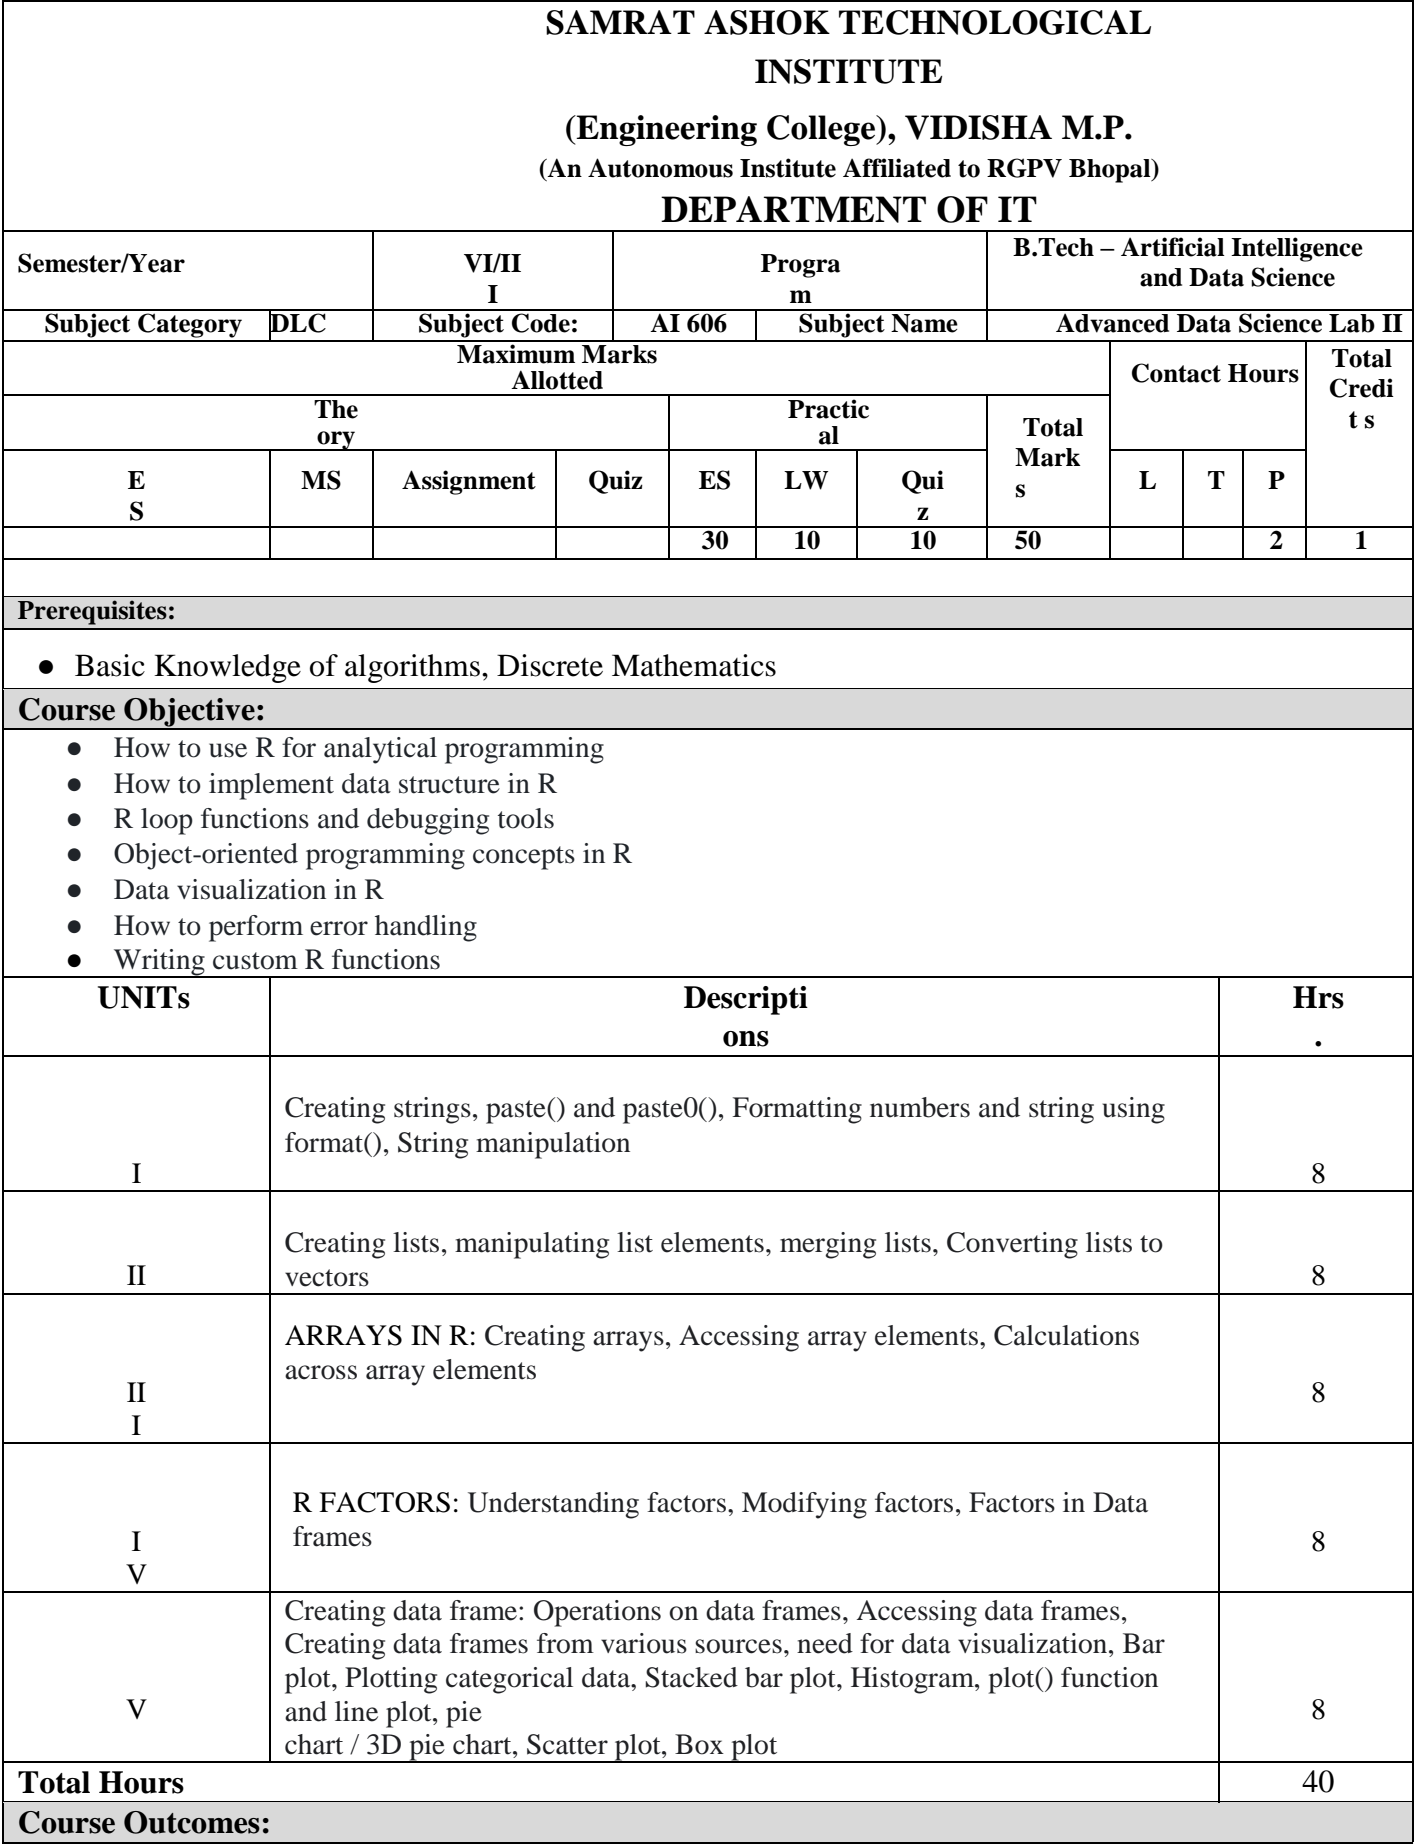 SAMRAT ASHOK TECHNOLOGICAL
INSTITUTE
(Engineering College), VIDISHA M.P.
(An Autonomous Institute Affiliated to RGPV Bhopal)
DEPARTMENT OF IT
Semester/Year VI/II
I Progra
m B.Tech – Artificial Intelligence
and Data Science
Subject Category DLC Subject Code: AI 606 Subject Name Advanced Data Science Lab II
Maximum Marks
Allotted
Contact Hours
Total
Credi
t s
The
ory
Practic
al
Total
Mark
s
E
S
MS Assignment Quiz ES LW Qui
z
L T P
30 10 10 50 2 1
Prerequisites:
● Basic Knowledge of algorithms, Discrete Mathematics
Course Objective:
● How to use R for analytical programming
● How to implement data structure in R
● R loop functions and debugging tools
● Object-oriented programming concepts in R
● Data visualization in R
● How to perform error handling
● Writing custom R functions
UNITs Descripti
ons
Hrs
.
Creating strings, paste() and paste0(), Formatting numbers and string using
format(), String manipulation
I 8
Creating lists, manipulating list elements, merging lists, Converting lists to
II vectors 8
ARRAYS IN R: Creating arrays, Accessing array elements, Calculations
across array elements
II
I
8
R FACTORS: Understanding factors, Modifying factors, Factors in Data
frames
I
V
8
Creating data frame: Operations on data frames, Accessing data frames,
Creating data frames from various sources, need for data visualization, Bar
plot, Plotting categorical data, Stacked bar plot, Histogram, plot() function
V and line plot, pie 8
chart / 3D pie chart, Scatter plot, Box plot
Total Hours 40
Course Outcomes: